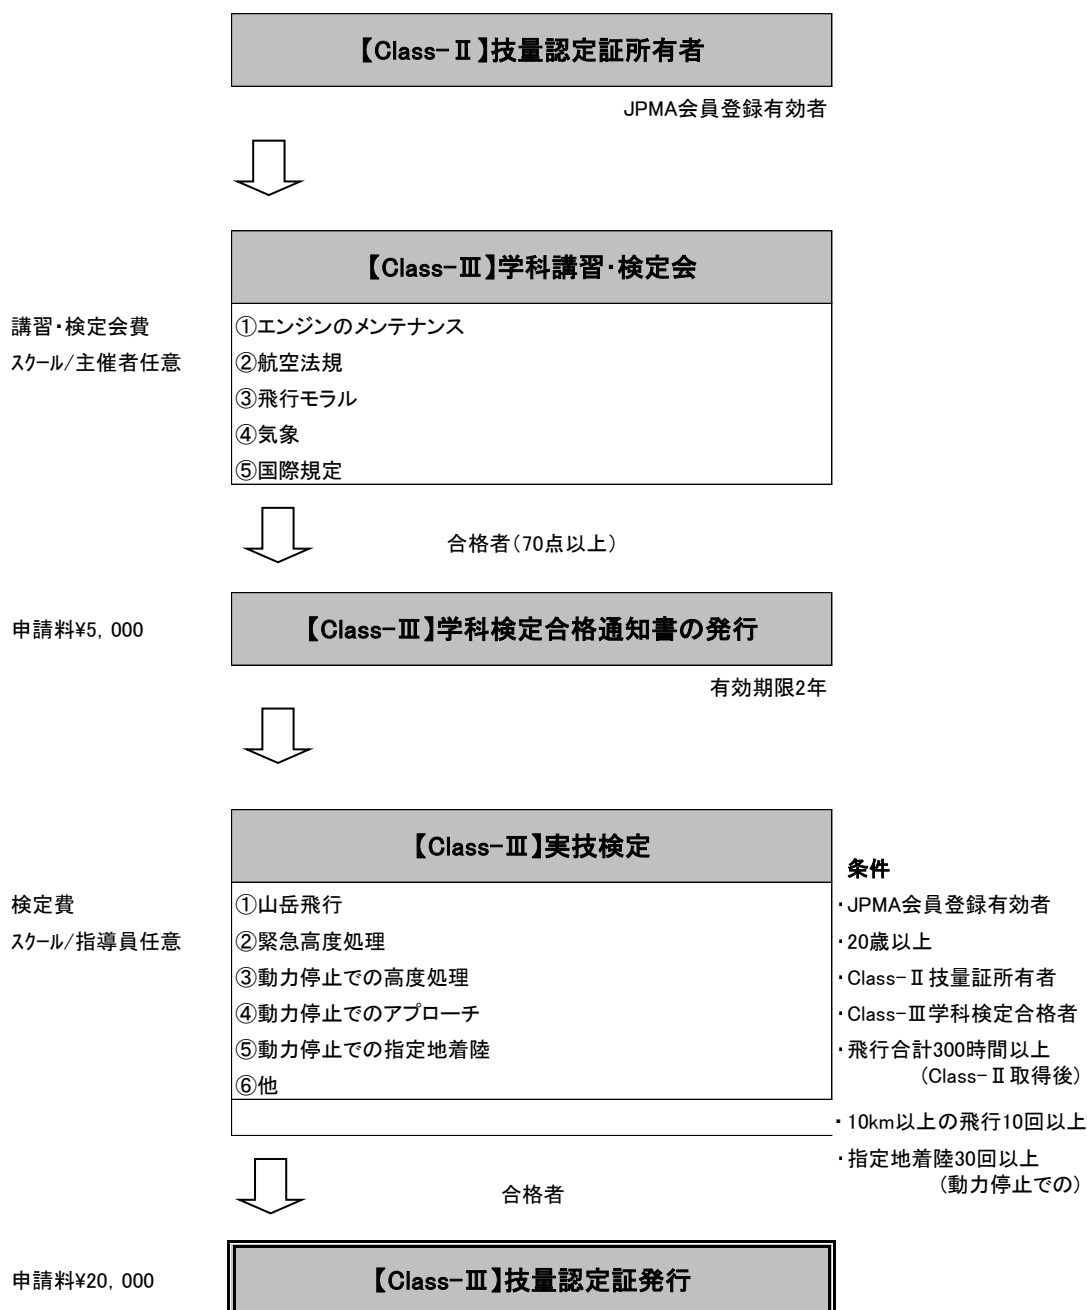 【Class-Ⅱ】技量認定証所有者
JPMA会員登録有効者
【Class-Ⅲ】学科講習・検定会
講習・検定会費
ｽｸｰﾙ/主催者任意
①エンジンのメンテナンス
②航空法規
③飛行モラル
④気象
⑤国際規定
合格者（70点以上）
申請料¥5，000
【Class-Ⅲ】学科検定合格通知書の発行
有効期限2年
【Class-Ⅲ】実技検定
検定費
ｽｸｰﾙ/指導員任意
①山岳飛行
②緊急高度処理
③動力停止での高度処理
④動力停止でのアプローチ
⑤動力停止での指定地着陸
⑥他
条件
・JPMA会員登録有効者
・20歳以上
・Class-Ⅱ技量証所有者
・Class-Ⅲ学科検定合格者
・飛行合計300時間以上
（Class-Ⅱ取得後）
・10km以上の飛行10回以上
・指定地着陸30回以上
（動力停止での）
合格者
申請料¥20，000
【Class-Ⅲ】技量認定証発行